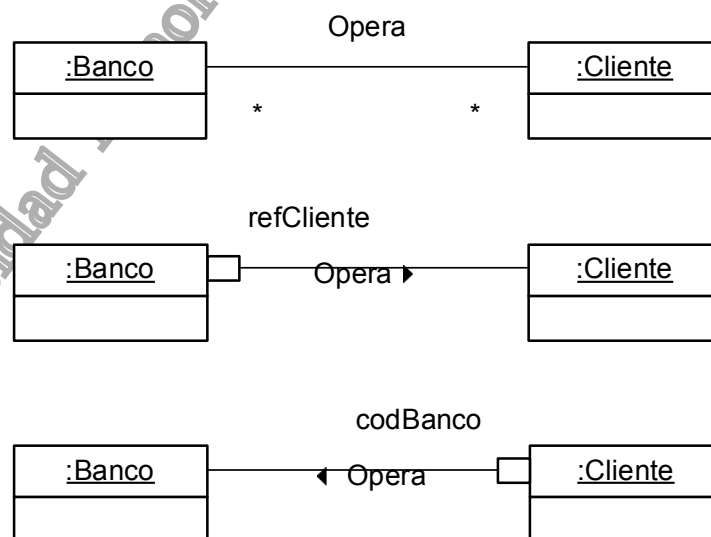 Opera
:Banco
:Cliente
* *
refCliente
:Banco
:Cliente
Opera
codBanco
:Banco
:Cliente
Opera